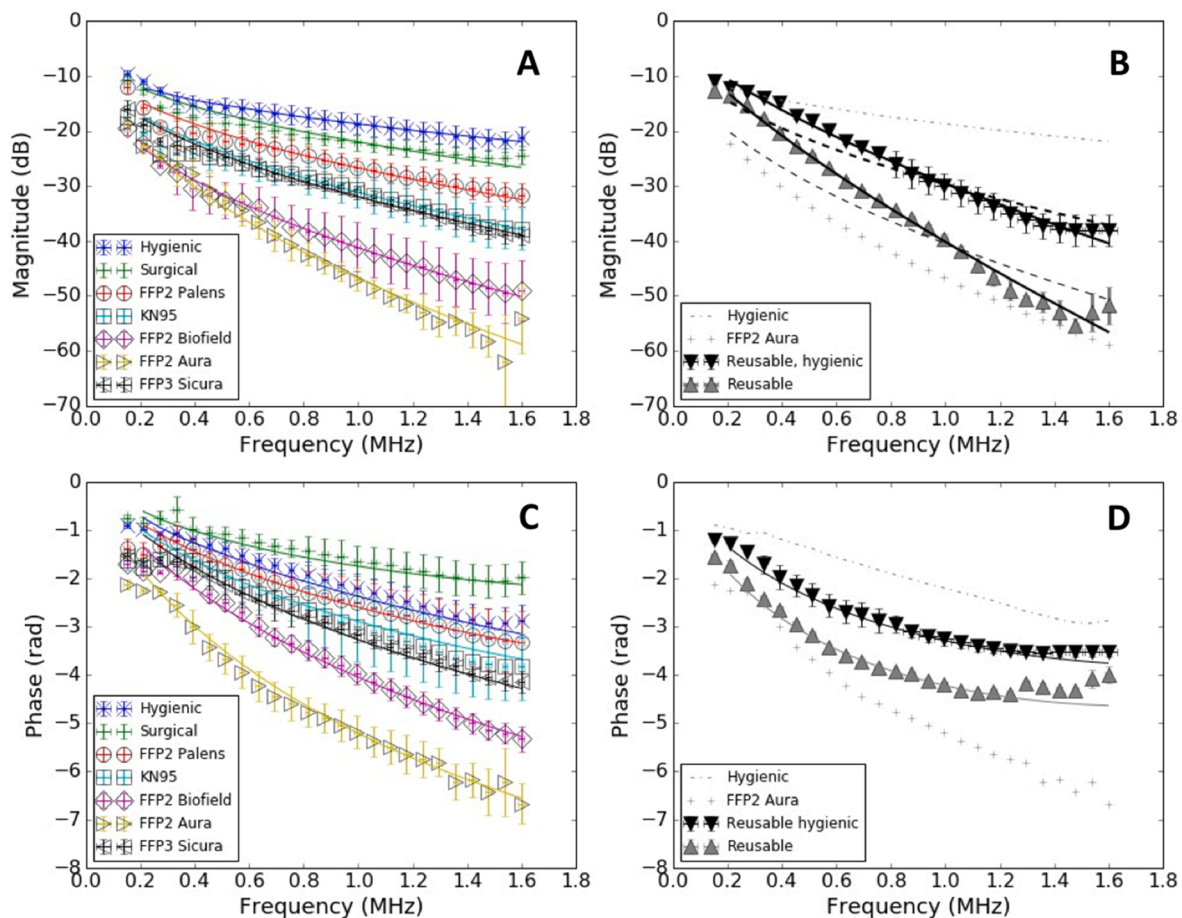 A
Magnitude (dB)
0
−10
−20
−30
−40
−50
−60
−70
Hygienic
Surgical
FFP2 Palens
KN95
FFP2 Biofield
FFP2 Aura
FFP3 Sicura
0.0 0.2 0.4 0.6 0.8 1.0 1.2 1.4 1.6 1.8
Frequency (MHz)
B
Magnitude (dB)
0
−10
−20
−30
−40
−50
−60
−70
Hygienic
FFP2 Aura
Reusable, hygienic
Reusable
0.0 0.2 0.4 0.6 0.8 1.0 1.2 1.4 1.6 1.8
Frequency (MHz)
C
Phase (rad)
0
−1
−2
−3
−4
−5
−6
−7
−8
Hygienic
Surgical
FFP2 Palens
KN95
FFP2 Biofield
FFP2 Aura
FFP3 Sicura
0.0 0.2 0.4 0.6 0.8 1.0 1.2 1.4 1.6 1.8
Frequency (MHz)
D
Phase (rad)
0
−1
−2
−3
−4
−5
−6
−7
−8
Hygienic
FFP2 Aura
Reusable hygienic
Reusable
0.0 0.2 0.4 0.6 0.8 1.0 1.2 1.4 1.6 1.8
Frequency (MHz)